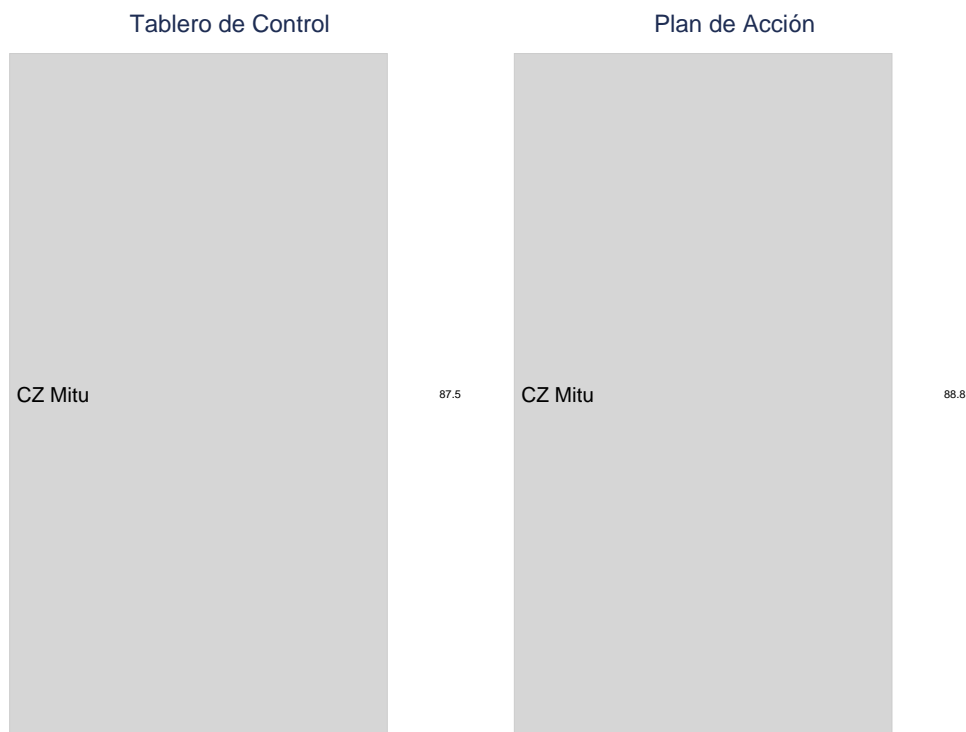 Tablero de Control
CZ Mitu
87.5
Plan de Acción
CZ Mitu
88.8